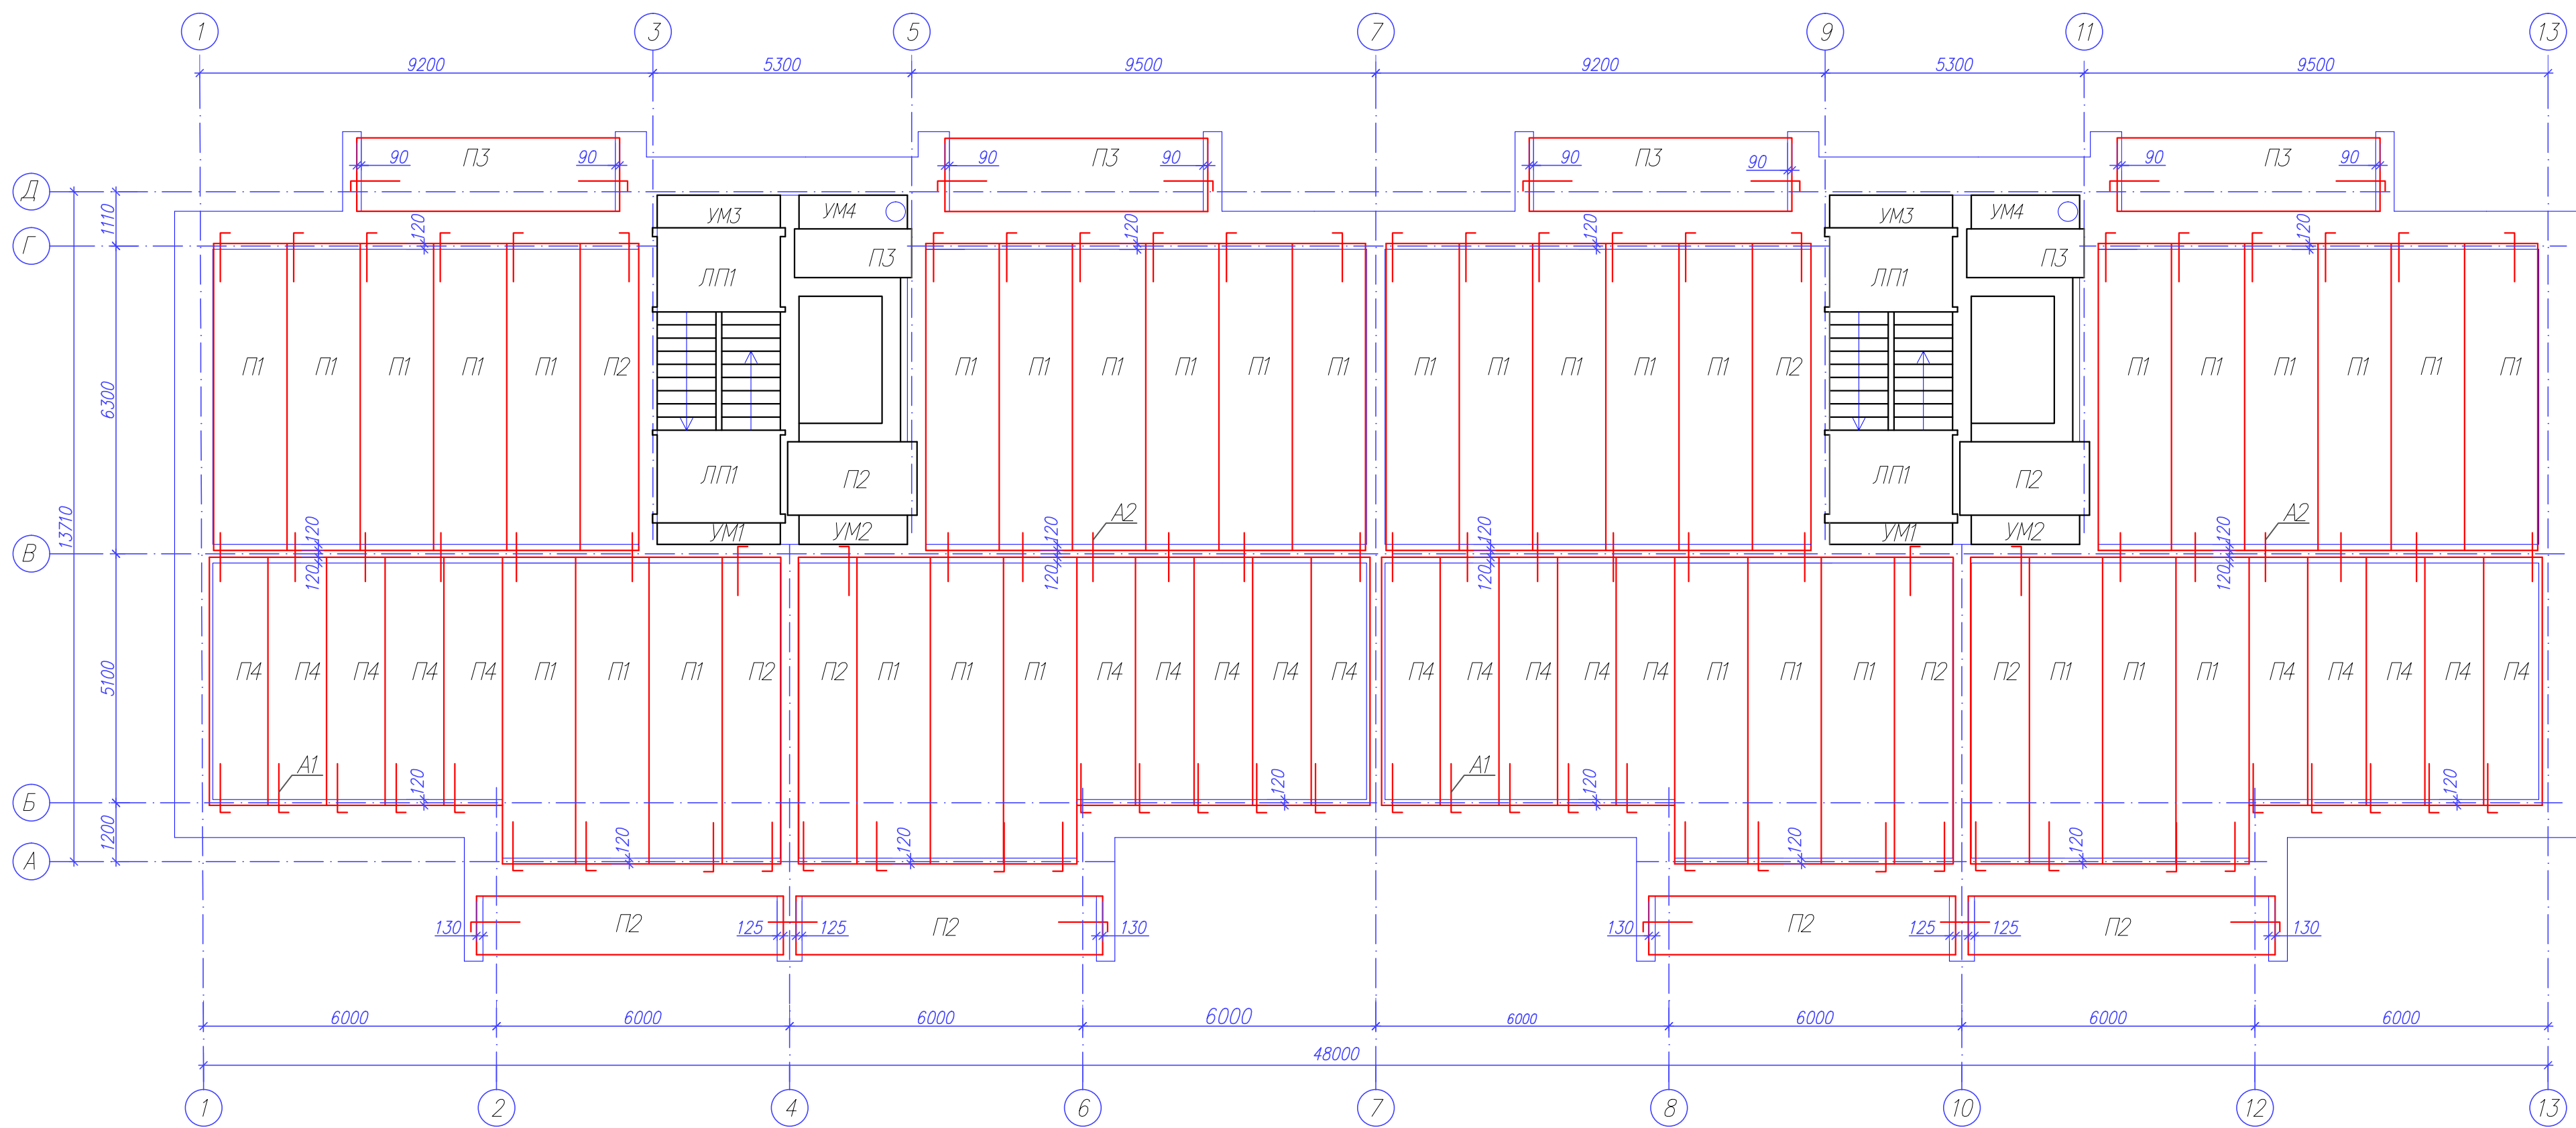 1 3 5 7 9 11 13
9200 5300 9500 9200 5300 9500
90 П3 90 90 П3 90 90 П3 90 90 П3 90
Д
УМ3 УМ4 УМ3 УМ4
1110 120 120 120 120
Г
ЛП1 П3 ЛП1 П3
6300 П1 П1 П1 П1 П1 П2 П1 П1 П1 П1 П1 П1 П1 П1 П1 П1 П1 П2 П1 П1 П1 П1 П1 П1
ЛП1 П2 ЛП1 П2
13710 120 120 А2 120 120 А2
УМ1 УМ2 УМ1 УМ2
В
120 120 120 120
5100 П4 П4 П4 П4 П4 П1 П1 П1 П2 П2 П1 П1 П1 П4 П4 П4 П4 П4 П4 П4 П4 П4 П4 П1 П1 П1 П2 П2 П1 П1 П1 П4 П4 П4 П4 П4
А1 120 120 А1 120 120
Б
1200 120 120 120 120
А
130 П2 125 125 П2 130 130 П2 125 125 П2 130
6000 6000 6000 6000 6000 6000 6000 6000
48000
1 2 4 6 7 8 10 12 13